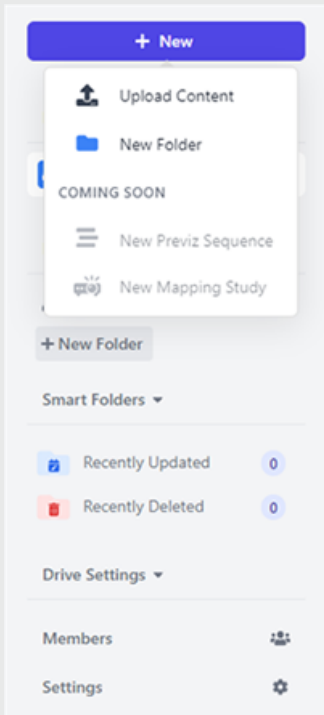 + New
Upload Content
New Folder
COMING SOON
New Previz Sequence
New Mapping Study
+ New Folder
Smart Folders
Recently Updated 0
Recently Deleted 0
Drive Settings
Members
Settings